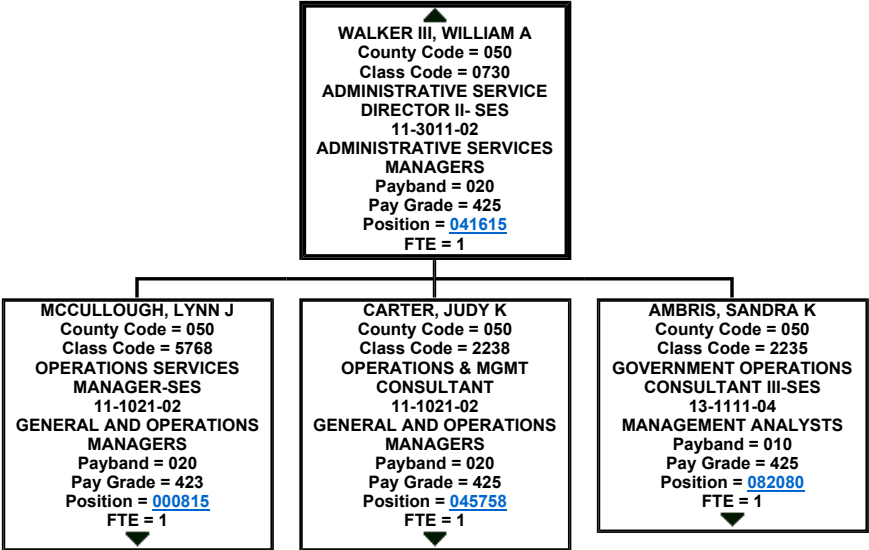 WALKER III, WILLIAM A
County Code = 050
Class Code = 0730
ADMINISTRATIVE SERVICE
DIRECTOR II- SES
11-3011-02
ADMINISTRATIVE SERVICES
MANAGERS
Payband = 020
Pay Grade = 425
Position = 041615
FTE = 1
MCCULLOUGH, LYNN J
County Code = 050
Class Code = 5768
OPERATIONS SERVICES
MANAGER-SES
11-1021-02
GENERAL AND OPERATIONS
MANAGERS
Payband = 020
Pay Grade = 423
Position = 000815
FTE = 1
CARTER, JUDY K
County Code = 050
Class Code = 2238
OPERATIONS & MGMT
CONSULTANT
11-1021-02
GENERAL AND OPERATIONS
MANAGERS
Payband = 020
Pay Grade = 425
Position = 045758
FTE = 1
AMBRIS, SANDRA K
County Code = 050
Class Code = 2235
GOVERNMENT OPERATIONS
CONSULTANT III-SES
13-1111-04
MANAGEMENT ANALYSTS
Payband = 010
Pay Grade = 425
Position = 082080
FTE = 1